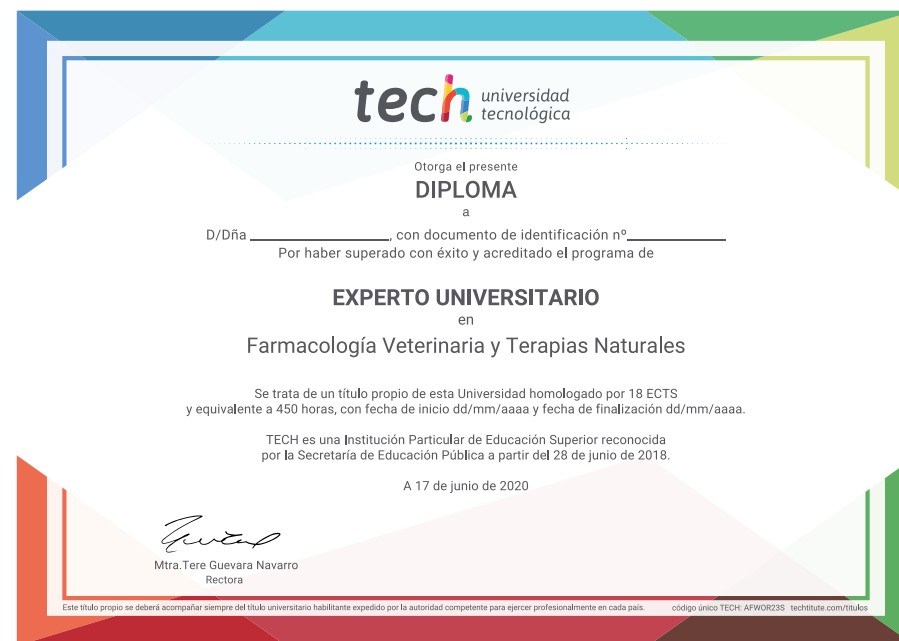 tech universidad
tecnológica
Otorga el presente
DIPLOMA
a
D/Dña ____________, con documento de identificación nº____________
Por haber superado con éxito y acreditado el programa de
EXPERTO UNIVERSITARIO
en
Farmacología Veterinaria y Terapias Naturales
Se trata de un título propio de esta Universidad homologado por 18 ECTS
y equivalente a 450 horas, con fecha de inicio dd/mm/aaaa y fecha de finalización dd/mm/aaaa.
TECH es una Institución Particular de Educación Superior reconocida
por la Secretaría de Educación Pública a partir del 28 de junio de 2018.
A 17 de junio de 2020
Mtra.Tere Guevara Navarro
Rectora
Este título propio se deberá acompañar siempre del título universitario habilitante expedido por la autoridad competente para ejercer profesionalmente en cada país. código único TECH: AFWOR23S techtitute.com/titulos